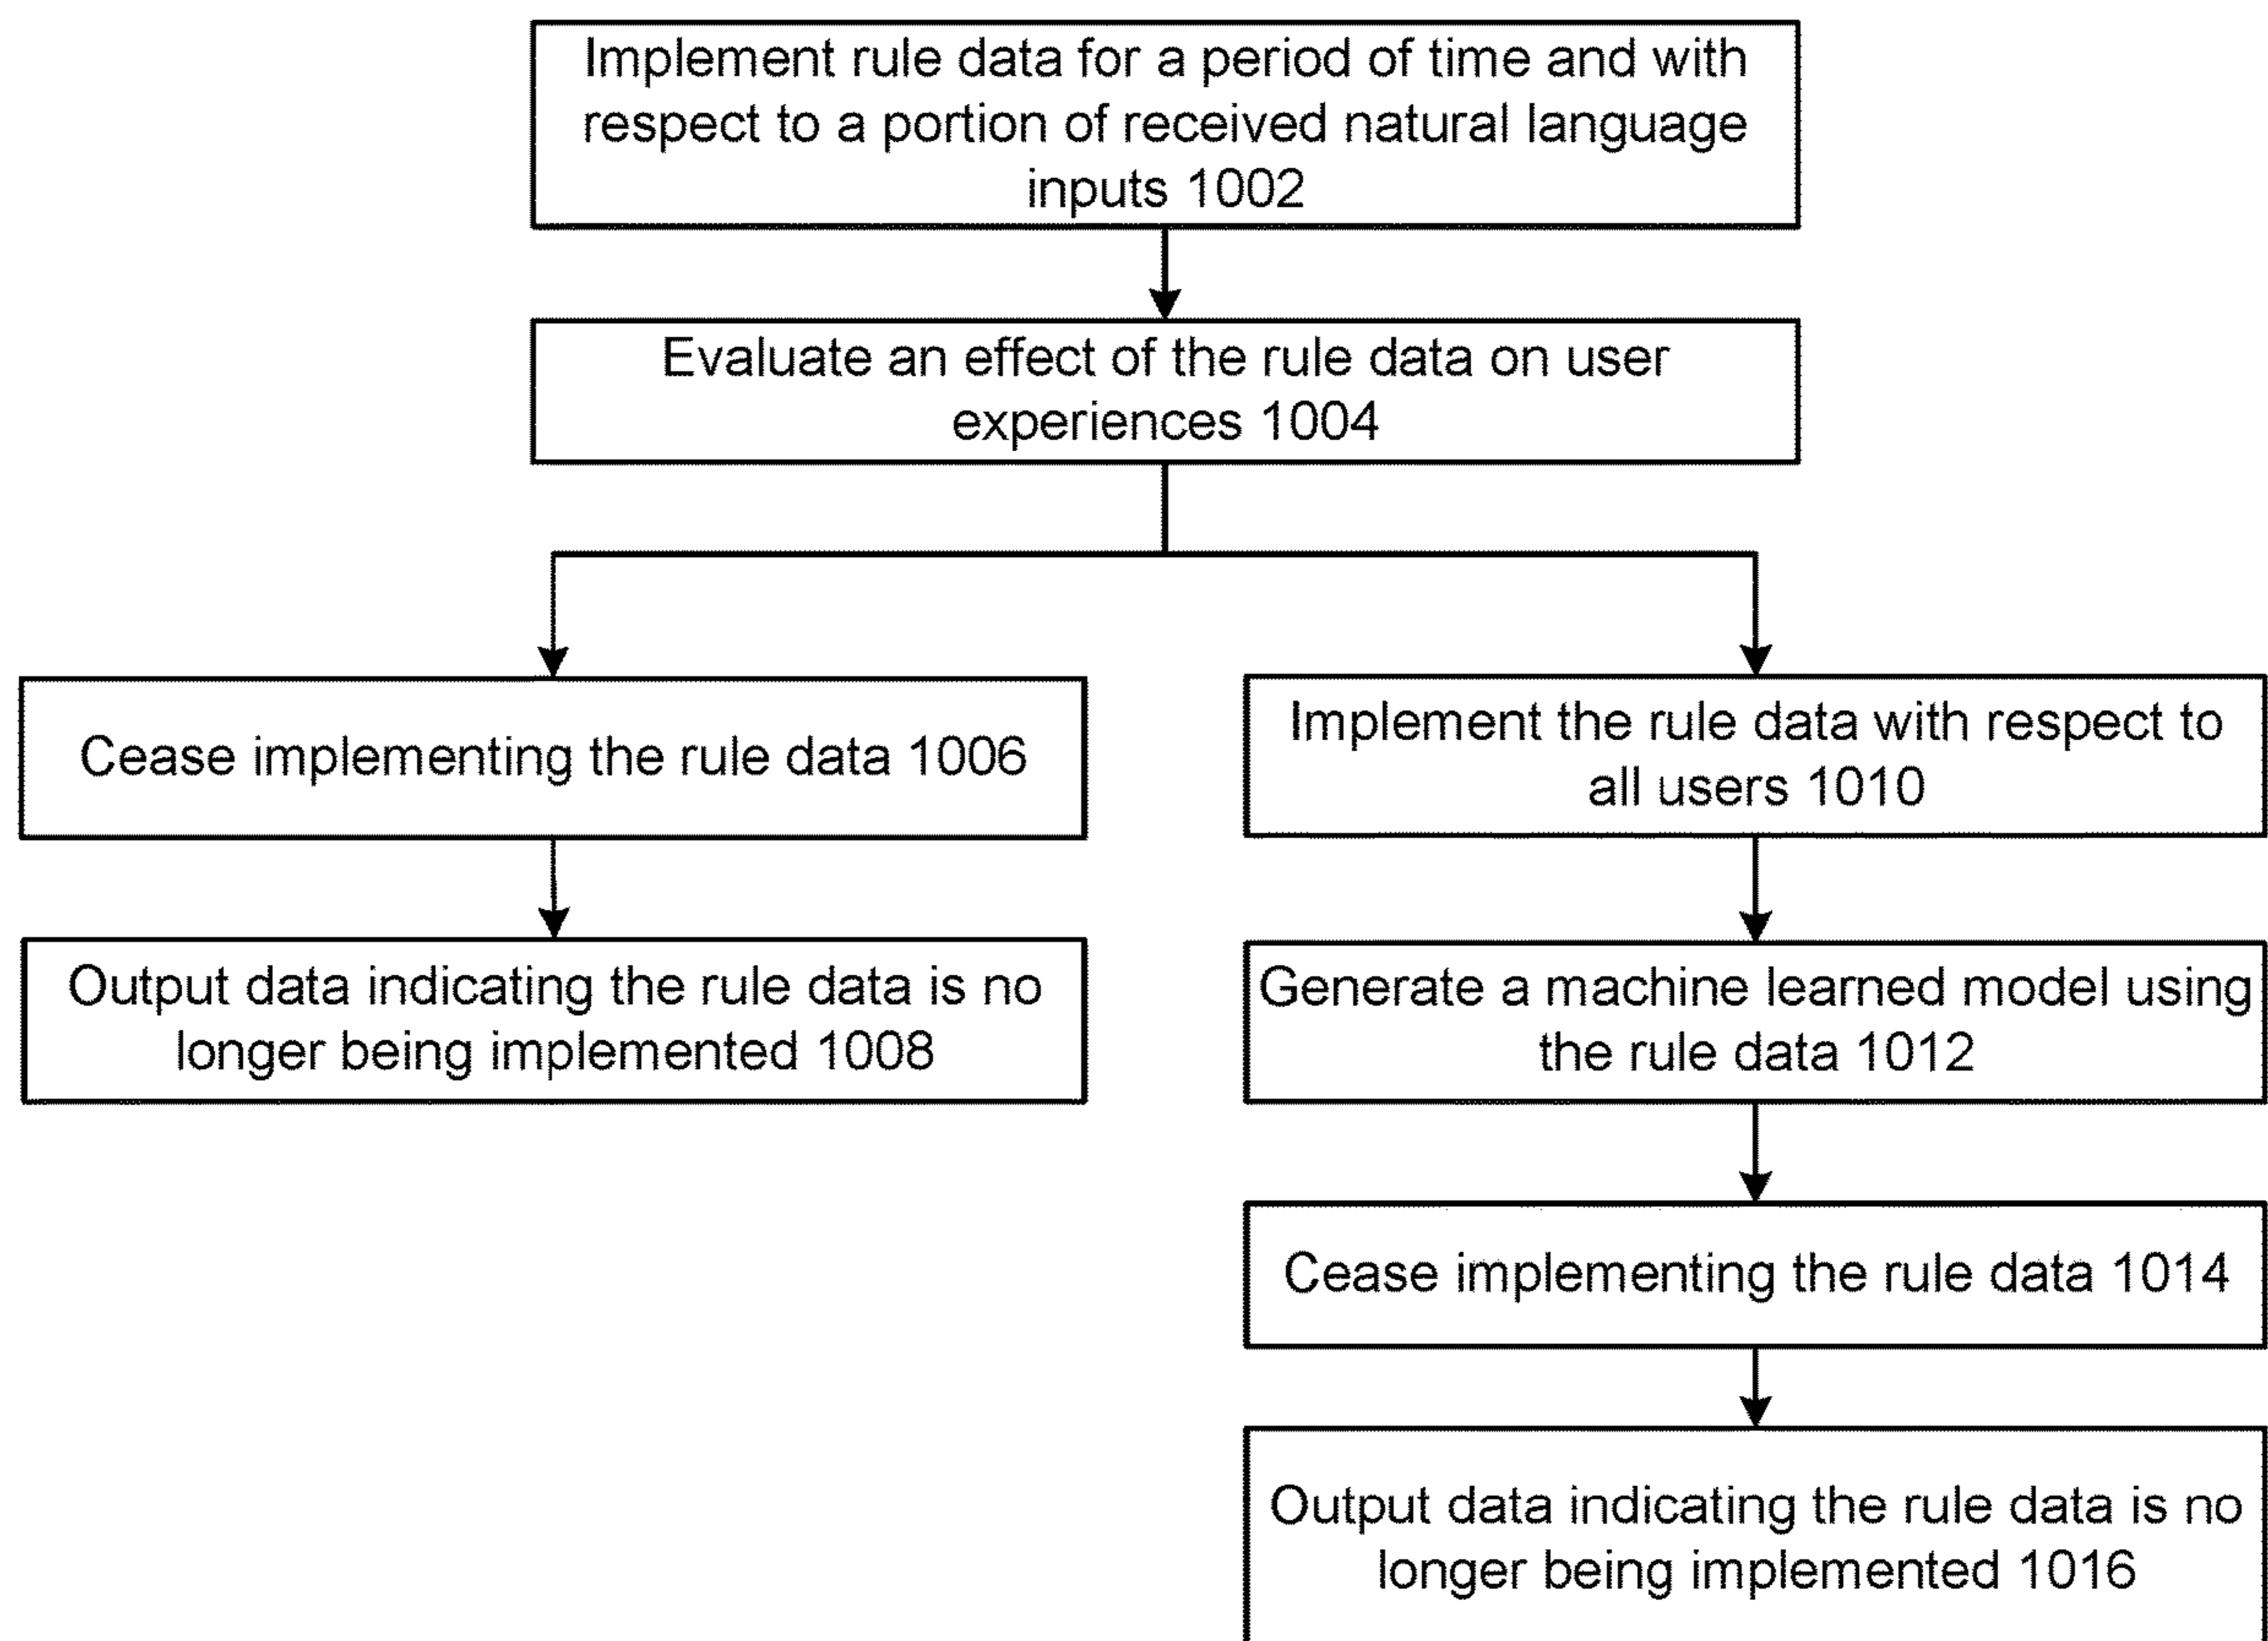 Implement rule data for a period of time and with
respect to a portion of received natural language
inputs 1002
Evaluate an effect of the rule data on user
experiences 1004
Cease implementing the rule data 1006
Output data indicating the rule data is no
longer being implemented 1008
Implement the rule data with respect to
all users 1010
Generate a machine learned model using
the rule data 1012
Cease implementing the rule data 1014
Output data indicating the rule data is no
longer being implemented 1016